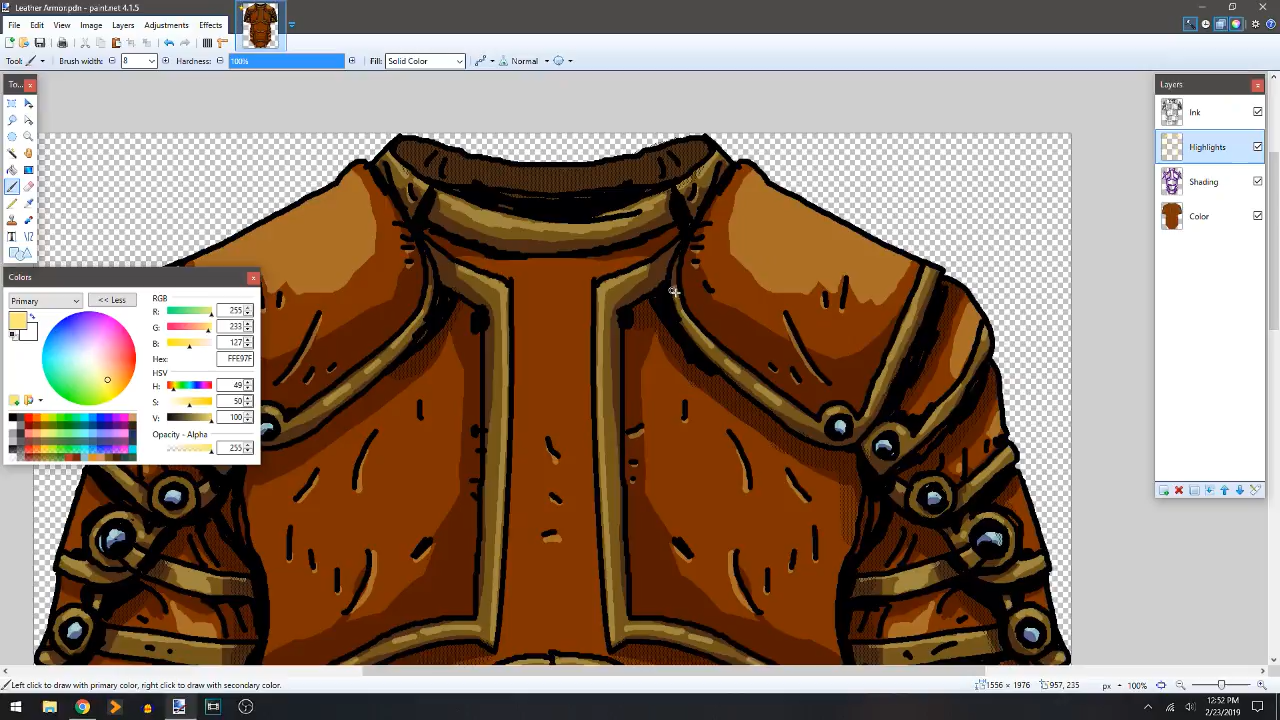 Leather Armor.pdn - paint.net 4.1.5
File Edit View Image Layers Adjustments Effects
Tool: Brush width: 8 Hardness: 100% Fill: Solid Color Normal
To...
Layers
Ink
Highlights
Shading
Color
Colors
Primary << Less
RGB
R: 255
G: 233
B: 127
Hex: FFE97F
HSV
H: 49
S: 50
V: 100
Opacity - Alpha
255
Left click to draw with primary color, right click to draw with secondary color. 1556 × 1976 957, 235 px 100%
12:52 PM
2/23/2019